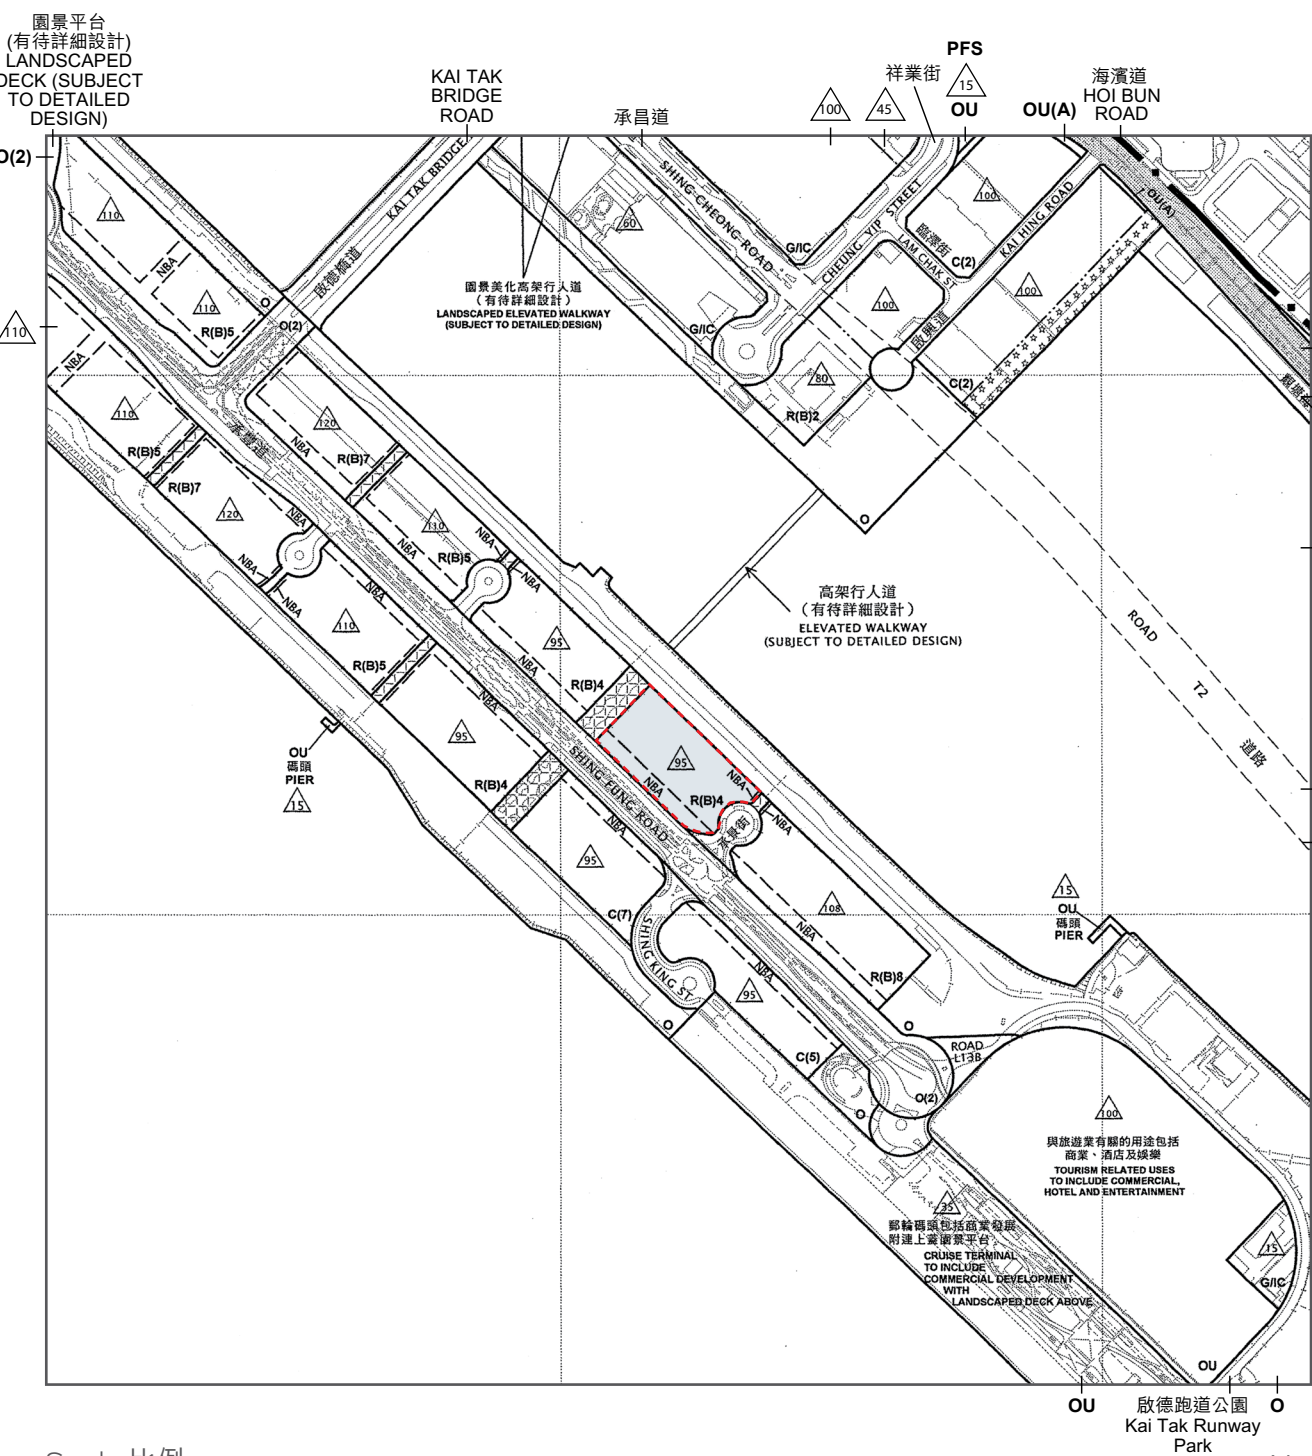 園景平台
(有待詳細設計)
LANDSCAPED
DECK (SUBJECT
TO DETAILED
DESIGN)
KAI TAK
BRIDGE
ROAD
承昌道
100
45
祥業街
PFS
15
OU
OU(A)
海濱道
HOI BUN
ROAD
O(2)
110
KAI TAK BRIDGE
啟德橋道
NBA
110
R(B)5
O
O(2)
110
園景美化高架行人道
(有待詳細設計)
LANDSCAPED ELEVATED WALKWAY
(SUBJECT TO DETAILED DESIGN)
60
SHING CHEONG ROAD
G/IC
G/IC
CHEUNG YIP STREET
臨澤街
LAM CHAK ST
C(2)
100
KAI HING ROAD
OU(A)
100
100
啟興道
80
R(B)2
C(2)
O
NBA
110
R(B)5
承豐道
120
NBA
R(B)7
R(B)7
120
NBA
NBA
NBA
110
NBA
R(B)5
NBA
NBA
NBA
110
R(B)5
95
NBA
R(B)4
高架行人道
(有待詳細設計)
ELEVATED WALKWAY
(SUBJECT TO DETAILED DESIGN)
ROAD
T2
道路
NBA
95
R(B)4
OU
碼頭
PIER
15
SHING FUNG ROAD
95
NBA
NBA
R(B)4
NBA
NBA
95
C(7)
SHING KING ST
108
NBA
R(B)8
15
OU
碼頭
PIER
NBA
95
C(5)
O
O
ROAD
L13B
O(2)
O
100
與旅遊業有關的用途包括
商業、酒店及娛樂
TOURISM RELATED USES
TO INCLUDE COMMERCIAL,
HOTEL AND ENTERTAINMENT
35
郵輪碼頭包括商業發展
附連上蓋園景平台
CRUISE TERMINAL
TO INCLUDE
COMMERCIAL DEVELOPMENT
WITH
LANDSCAPED DECK ABOVE
15
G/IC
OU
OU
啟德跑道公園
Kai Tak Runway
Park
O